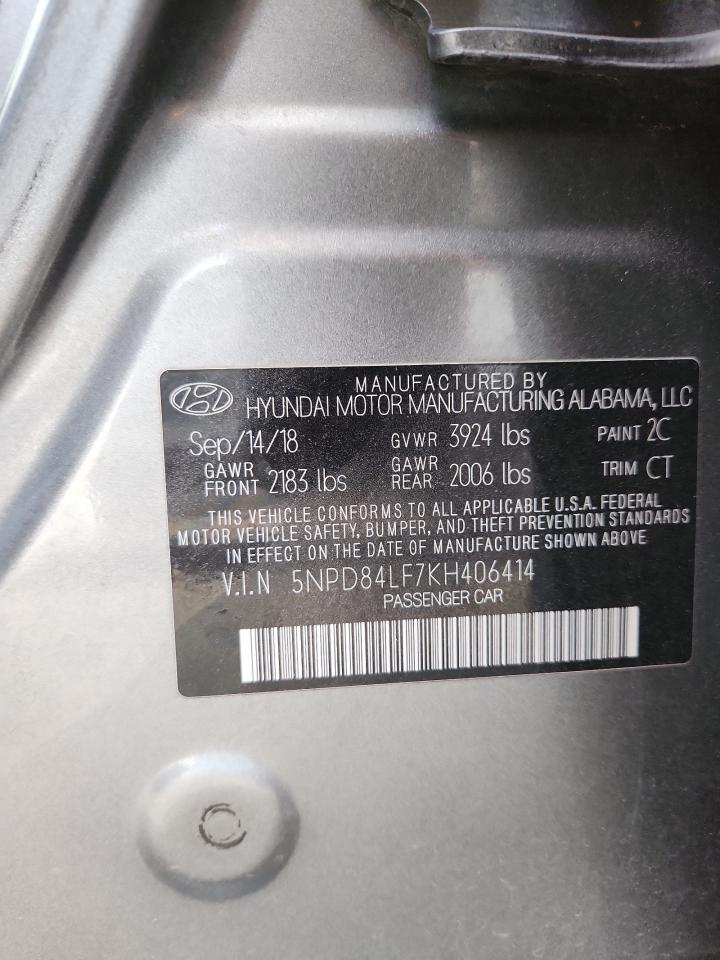 MANUFACTURED BY
HYUNDAI MOTOR MANUFACTURING ALABAMA, LLC
Sep/14/18 GVWR 3924 lbs PAINT 2C
GAWR FRONT 2183 lbs GAWR REAR 2006 lbs TRIM CT
THIS VEHICLE CONFORMS TO ALL APPLICABLE U.S.A. FEDERAL
MOTOR VEHICLE SAFETY, BUMPER, AND THEFT PREVENTION STANDARDS
IN EFFECT ON THE DATE OF MANUFACTURE SHOWN ABOVE.
V.I.N 5NPD84LF7KH406414
PASSENGER CAR